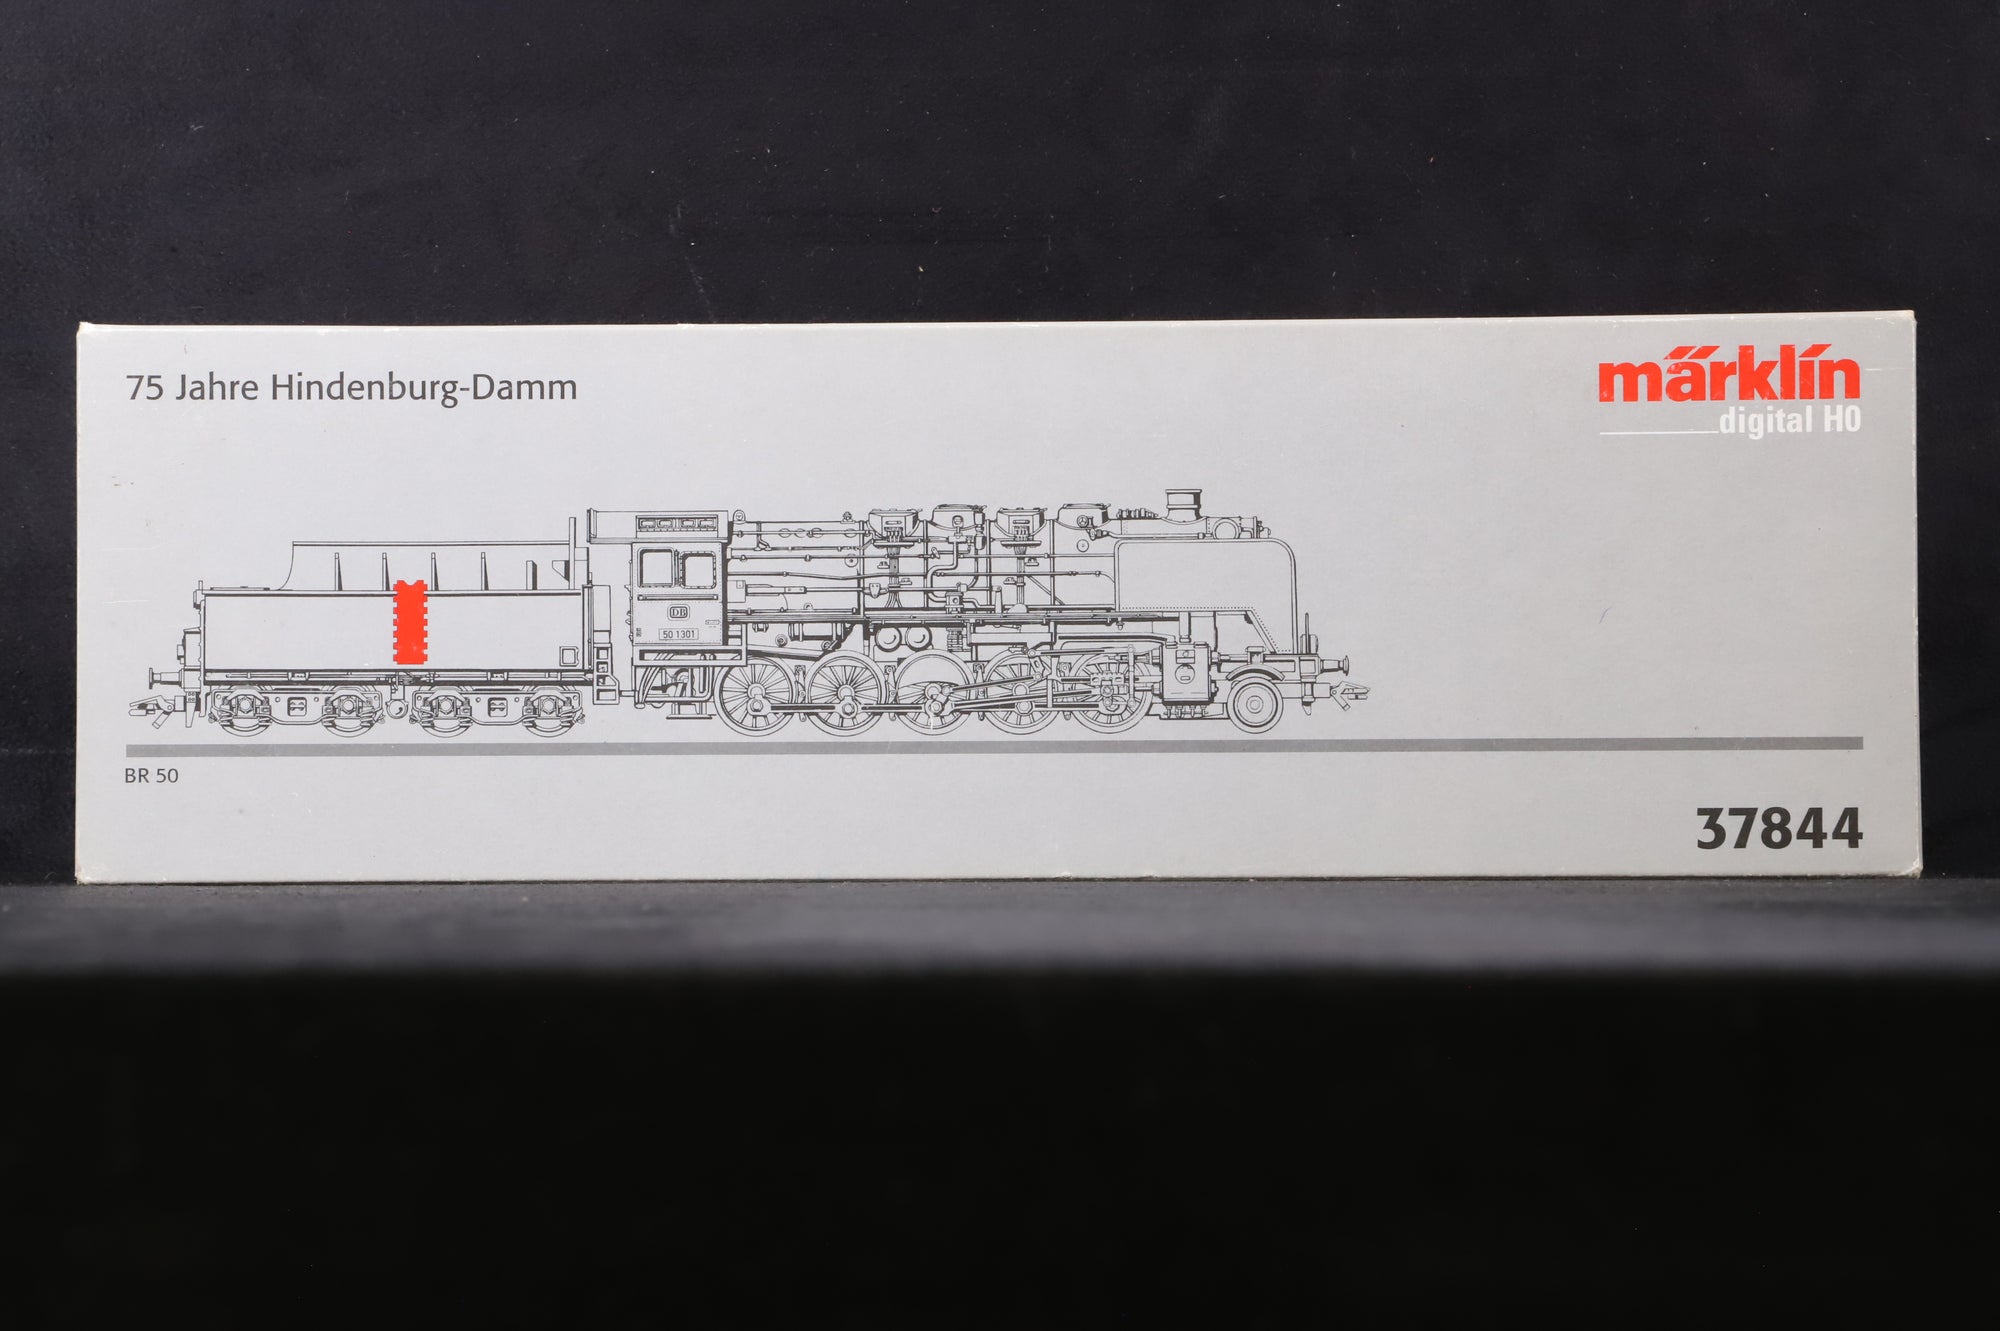 75 Jahre Hindenburg-Damm
märklin
digital H0
DB
50 1301
BR 50
37844